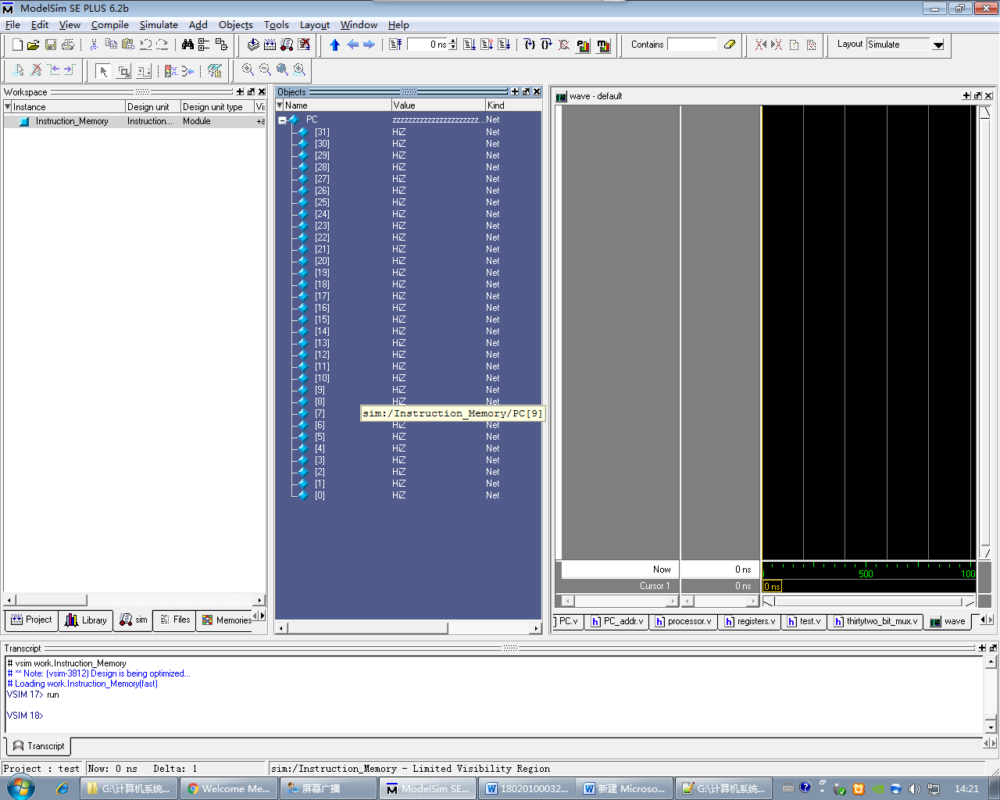 ModelSim SE PLUS 6.2b
File Edit View Compile Simulate Add Objects Tools Layout Window Help
0 ns
Contains
Layout Simulate
Workspace
Instance Design unit Design unit type Vis
Instruction_Memory Instruction... Module +a
Project Library sim Files Memories
Objects
Name Value Kind
PC zzzzzzzzzzzzzzzzzzzzzz... Net
[31] HiZ Net
[30] HiZ Net
[29] HiZ Net
[28] HiZ Net
[27] HiZ Net
[26] HiZ Net
[25] HiZ Net
[24] HiZ Net
[23] HiZ Net
[22] HiZ Net
[21] HiZ Net
[20] HiZ Net
[19] HiZ Net
[18] HiZ Net
[17] HiZ Net
[16] HiZ Net
[15] HiZ Net
[14] HiZ Net
[13] HiZ Net
[12] HiZ Net
[11] HiZ Net
[10] HiZ Net
[9] HiZ Net
[8] HiZ Net
[7] sim:/Instruction_Memory/PC[9]
[6] HiZ Net
[5] HiZ Net
[4] HiZ Net
[3] HiZ Net
[2] HiZ Net
[1] HiZ Net
[0] HiZ Net
wave - default
Now 0 ns 500 100
Cursor 1 0 ns 0 ns
PC.v PC_addr.v processor.v registers.v test.v thirtytwo_bit_mux.v wave
Transcript
# vsim work.Instruction_Memory
# ** Note: (vsim-3812) Design is being optimized...
# Loading work.Instruction_Memory(fast)
VSIM 17> run
VSIM 18>
Transcript
Project : test Now: 0 ns Delta: 1 sim:/Instruction_Memory - Limited Visibility Region
G:\计算机系统... Welcome Me... 屏幕广播 ModelSim SE... 18020100032... 新建 Microso... G:\计算机系统... 14:21